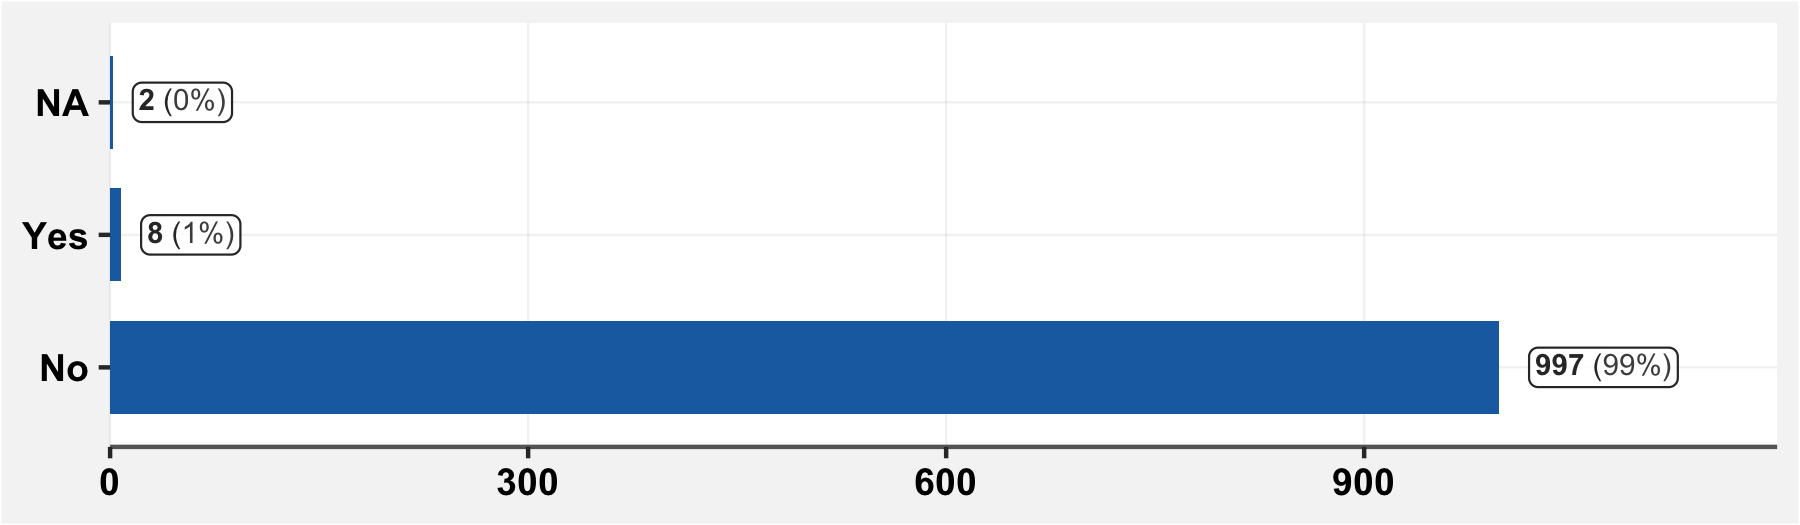 NA 2 (0%)
Yes 8 (1%)
No 997 (99%)
0 300 600 900